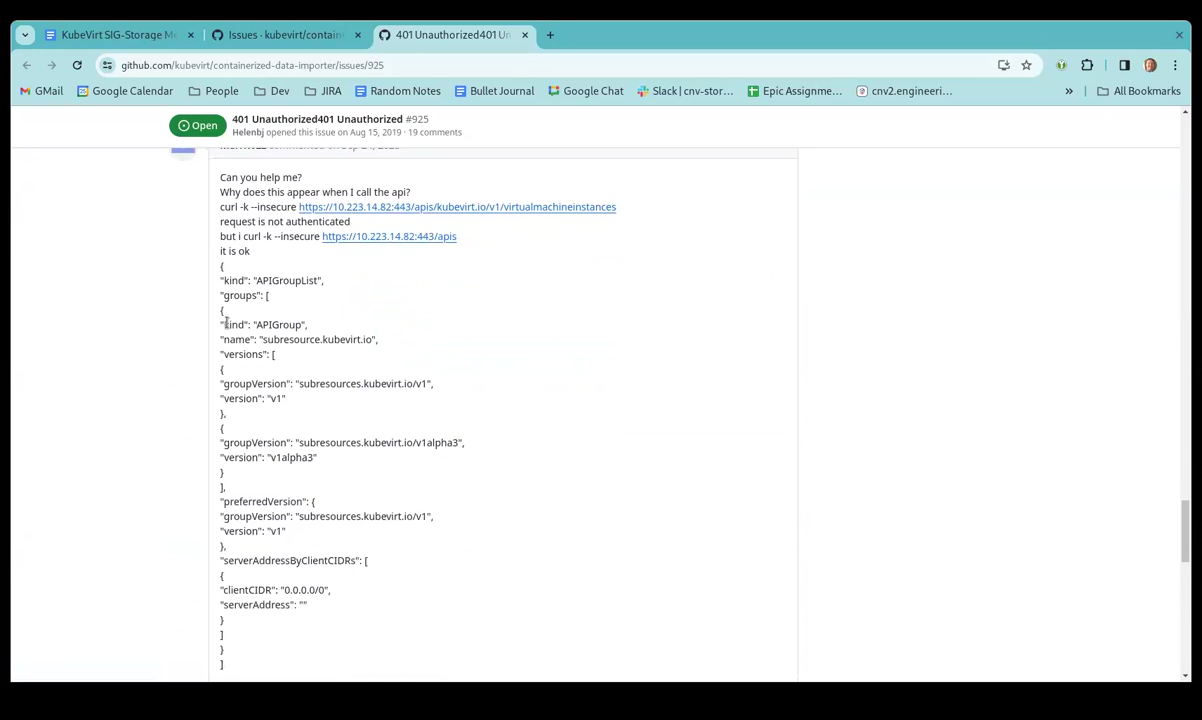 KubeVirt SIG-Storage Me
Issues · kubevirt/contain
401 Unauthorized401 Un
github.com/kubevirt/containerized-data-importer/issues/925
GMail
Google Calendar
People
Dev
JIRA
Random Notes
Bullet Journal
Google Chat
Slack | cnv-stor...
Epic Assignme...
cnv2.engineeri...
»
All Bookmarks
Open
401 Unauthorized401 Unauthorized #925
Helenbj opened this issue on Aug 15, 2019 · 19 comments
Can you help me?
Why does this appear when I call the api?
curl -k --insecure https://10.223.14.82:443/apis/kubevirt.io/v1/virtualmachineinstances
request is not authenticated
but i curl -k --insecure https://10.223.14.82:443/apis
it is ok
{
"kind": "APIGroupList",
"groups": [
{
"kind": "APIGroup",
"name": "subresource.kubevirt.io",
"versions": [
{
"groupVersion": "subresources.kubevirt.io/v1",
"version": "v1"
},
{
"groupVersion": "subresources.kubevirt.io/v1alpha3",
"version": "v1alpha3"
}
],
"preferredVersion": {
"groupVersion": "subresources.kubevirt.io/v1",
"version": "v1"
},
"serverAddressByClientCIDRs": [
{
"clientCIDR": "0.0.0.0/0",
"serverAddress": ""
}
]
}
]